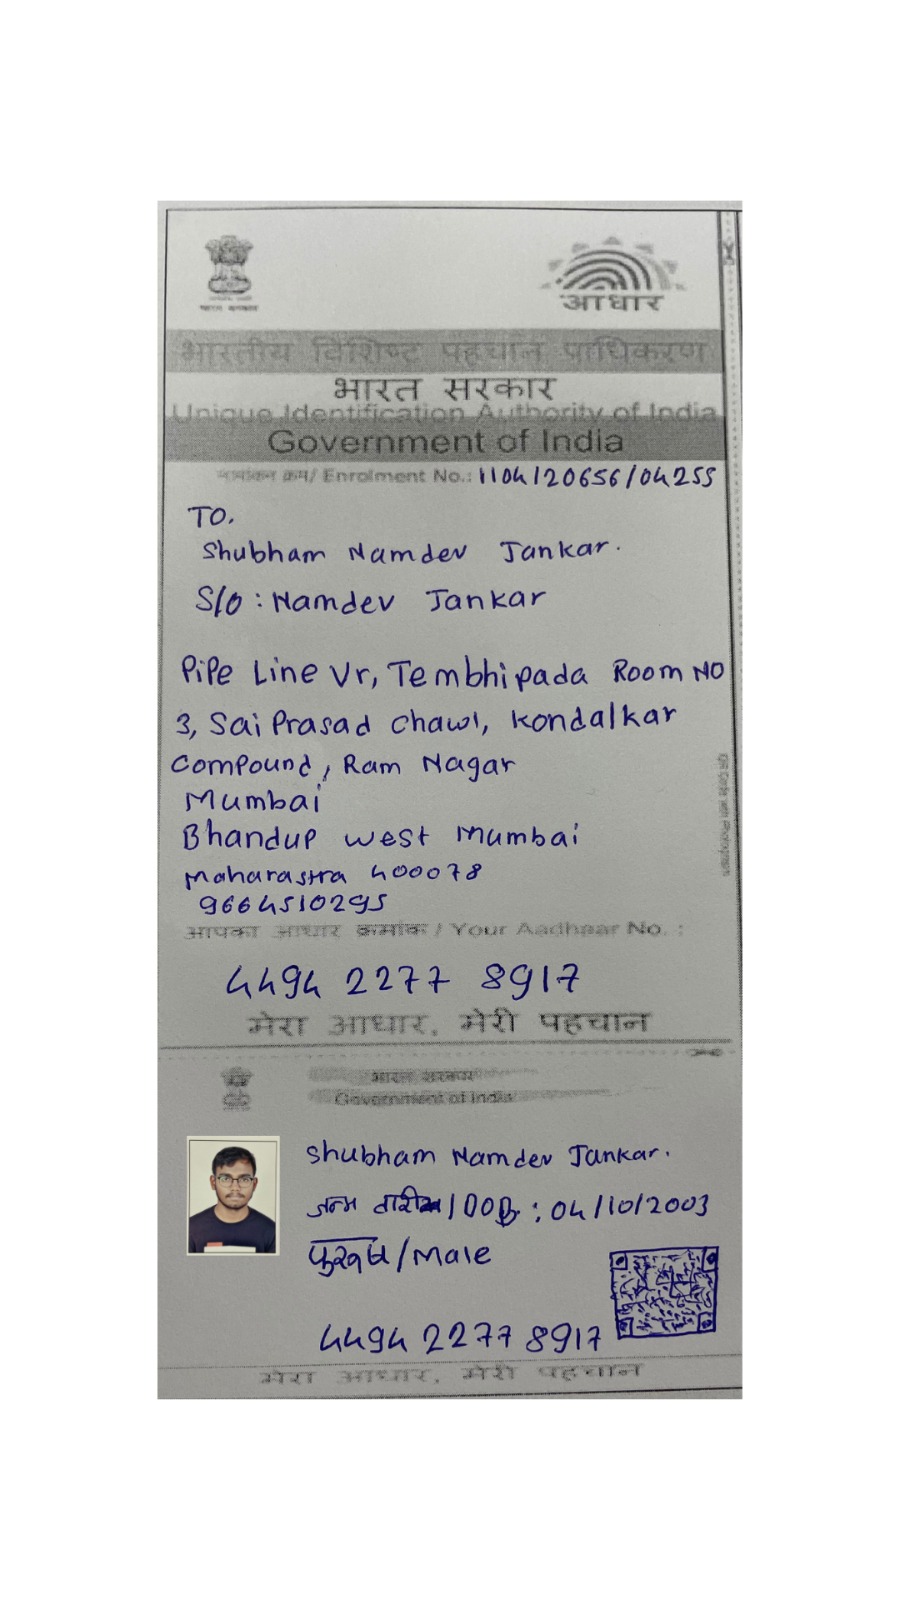 आधार
भारतीय विशिष्ट पहचान प्राधिकरण
भारत सरकार
Unique Identification Authority of India
Government of India
नामांकन क्रम/ Enrolment No.: 1104/20656/04255
TO,
Shubham Namdev Jankar.
S/O : Namdev Jankar
Pipe Line Vr, Tembhipada Room NO
3, Sai Prasad chawl, Kondalkar
Compound, Ram Nagar
Mumbai
Bhandup west Mumbai
Maharastra 400078
9664510295
आपका आधार क्रमांक / Your Aadhaar No. :
4494 2277 8917
मेरा आधार, मेरी पहचान
भारत सरकार
Government of India
Shubham Namdev Jankar.
जन्म तारीख/DOB : 04/10/2003
पुरुष/Male
4494 2277 8917
मेरा आधार, मेरी पहचान